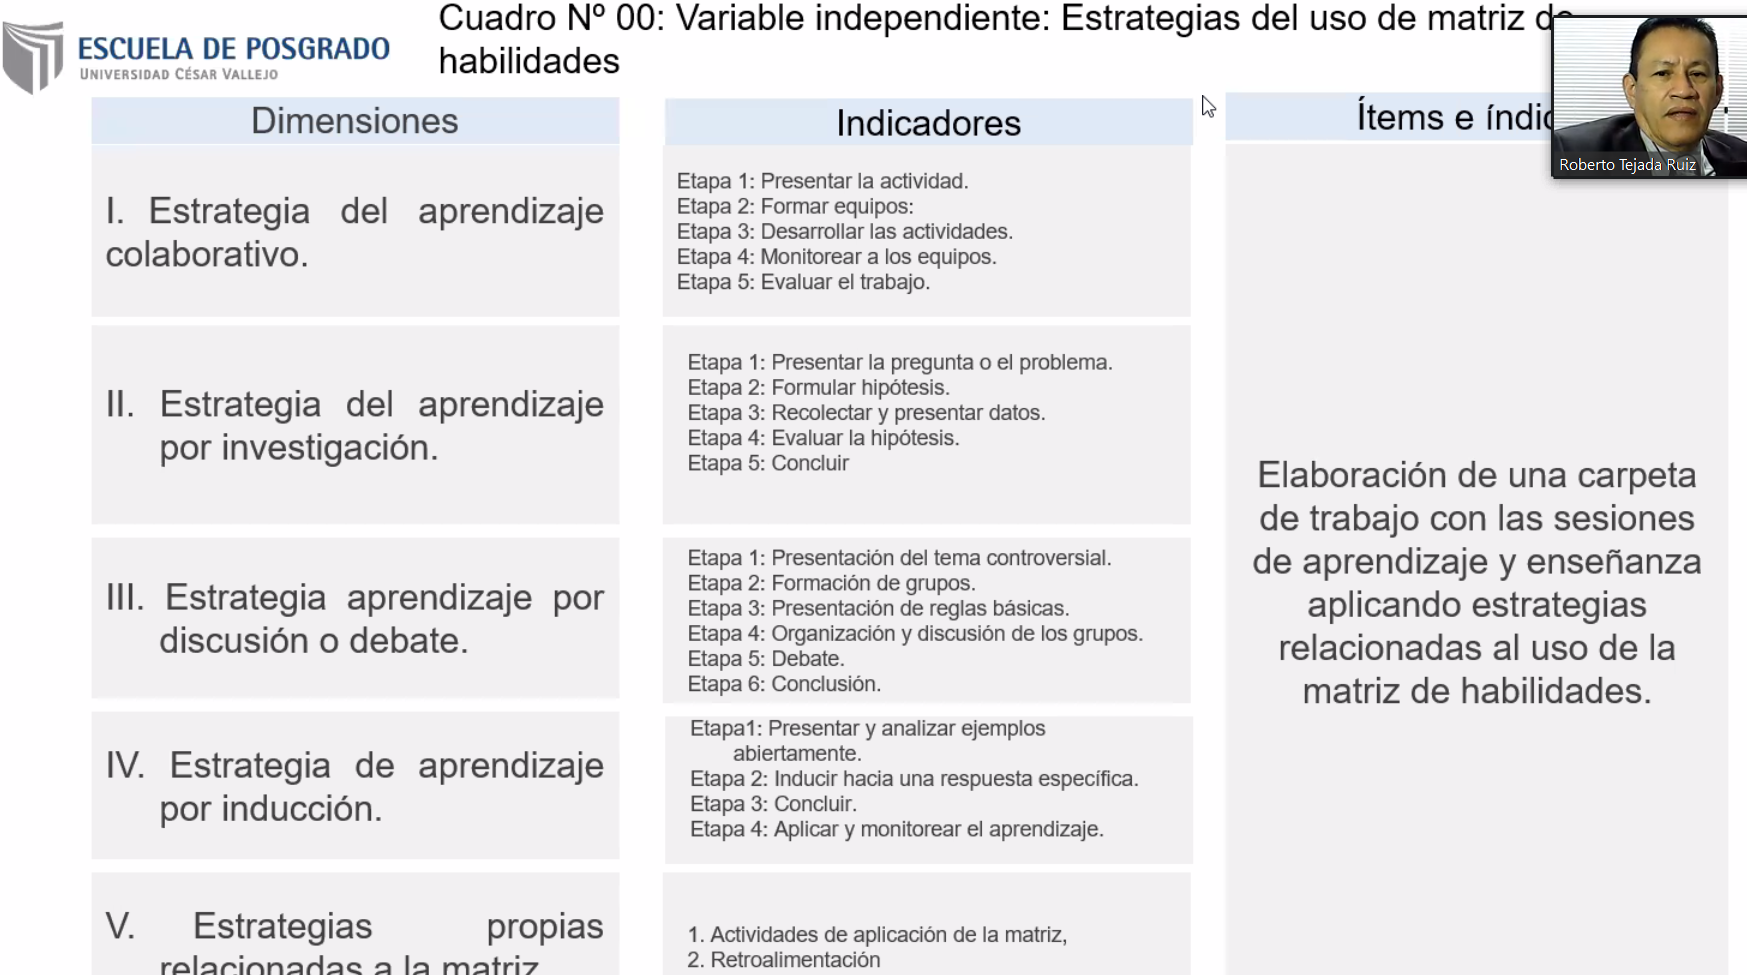 ESCUELA DE POSGRADO
UNIVERSIDAD CÉSAR VALLEJO
Cuadro Nº 00: Variable independiente: Estrategias del uso de matriz de
habilidades
Roberto Tejada Ruiz
Dimensiones
Indicadores
Ítems e
I. Estrategia del aprendizaje
colaborativo.
Etapa 1: Presentar la actividad.
Etapa 2: Formar equipos:
Etapa 3: Desarrollar las actividades.
Etapa 4: Monitorear a los equipos.
Etapa 5: Evaluar el trabajo.
II. Estrategia del aprendizaje
por investigación.
Etapa 1: Presentar la pregunta o el problema.
Etapa 2: Formular hipótesis.
Etapa 3: Recolectar y presentar datos.
Etapa 4: Evaluar la hipótesis.
Etapa 5: Concluir
III. Estrategia aprendizaje por
discusión o debate.
Etapa 1: Presentación del tema controversial.
Etapa 2: Formación de grupos.
Etapa 3: Presentación de reglas básicas.
Etapa 4: Organización y discusión de los grupos.
Etapa 5: Debate.
Etapa 6: Conclusión.
IV. Estrategia de aprendizaje
por inducción.
Etapa1: Presentar y analizar ejemplos
abiertamente.
Etapa 2: Inducir hacia una respuesta específica.
Etapa 3: Concluir.
Etapa 4: Aplicar y monitorear el aprendizaje.
V. Estrategias propias
relacionadas a la matriz
1. Actividades de aplicación de la matriz,
2. Retroalimentación
Elaboración de una carpeta
de trabajo con las sesiones
de aprendizaje y enseñanza
aplicando estrategias
relacionadas al uso de la
matriz de habilidades.